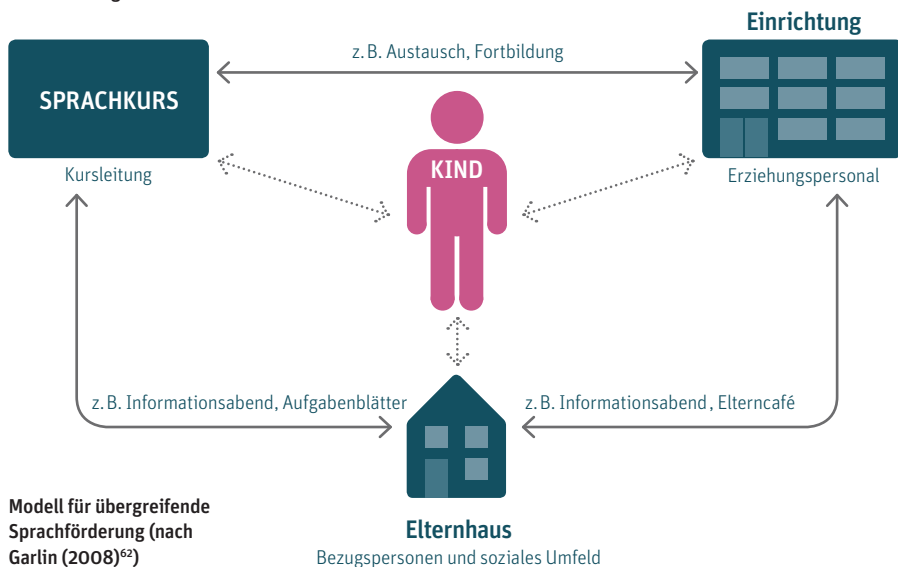 Einrichtung
z. B. Austausch, Fortbildung
SPRACHKURS
KIND
Kursleitung
Erziehungspersonal
z. B. Informationsabend, Aufgabenblätter
z. B. Informationsabend, Elterncafé
Modell für übergreifende
Sprachförderung (nach
Garlin (2008)⁶²)
Elternhaus
Bezugspersonen und soziales Umfeld